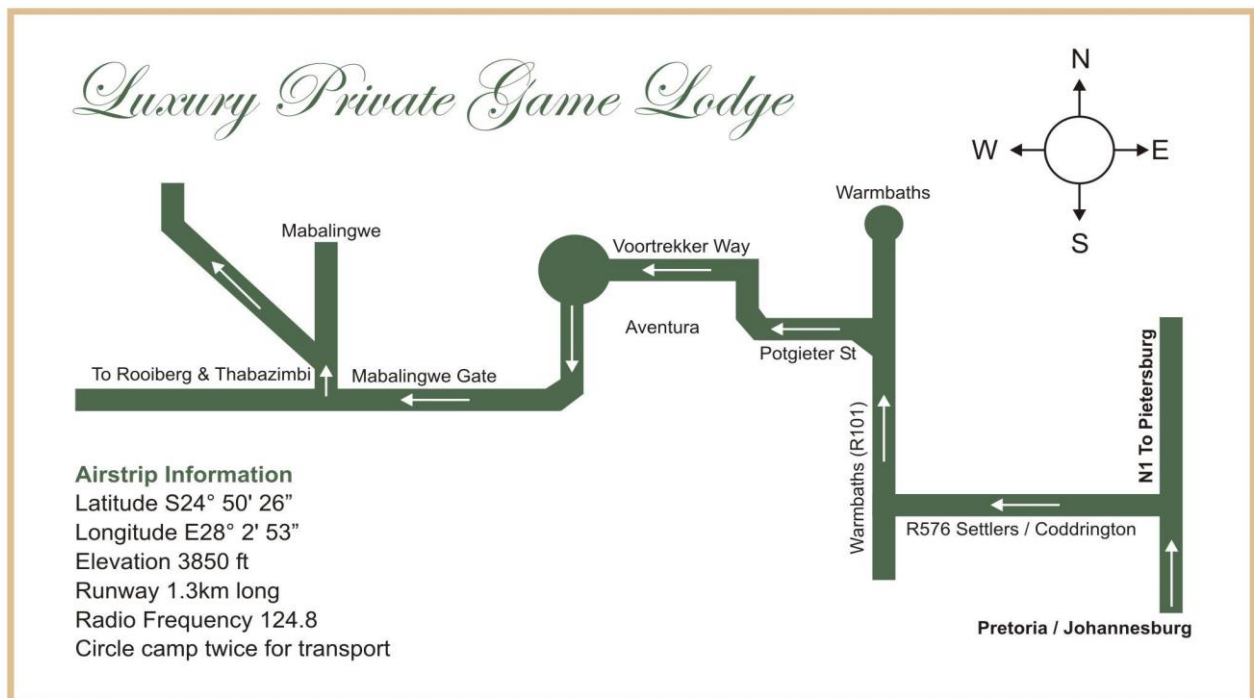 Luxury Private Game Lodge
N
W
E
S
Warmbaths
Mabalingwe
Voortrekker Way
Aventura
Potgieter St
To Rooiberg & Thabazimbi
Mabalingwe Gate
N1 To Pietersburg
Warmbaths (R101)
R576 Settlers / Coddrington
Pretoria / Johannesburg
Airstrip Information
Latitude S24° 50' 26”
Longitude E28° 2' 53”
Elevation 3850 ft
Runway 1.3km long
Radio Frequency 124.8
Circle camp twice for transport